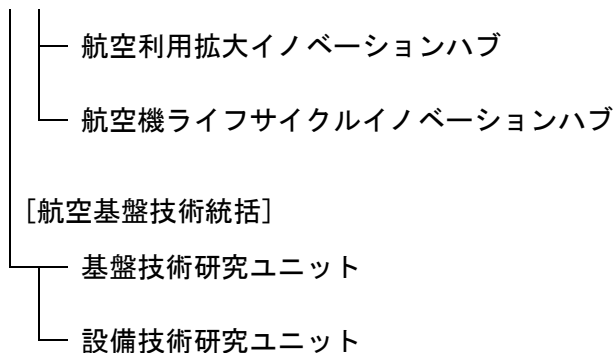 航空利用拡大イノベーションハブ
航空機ライフサイクルイノベーションハブ
[航空基盤技術統括]
基盤技術研究ユニット
設備技術研究ユニット